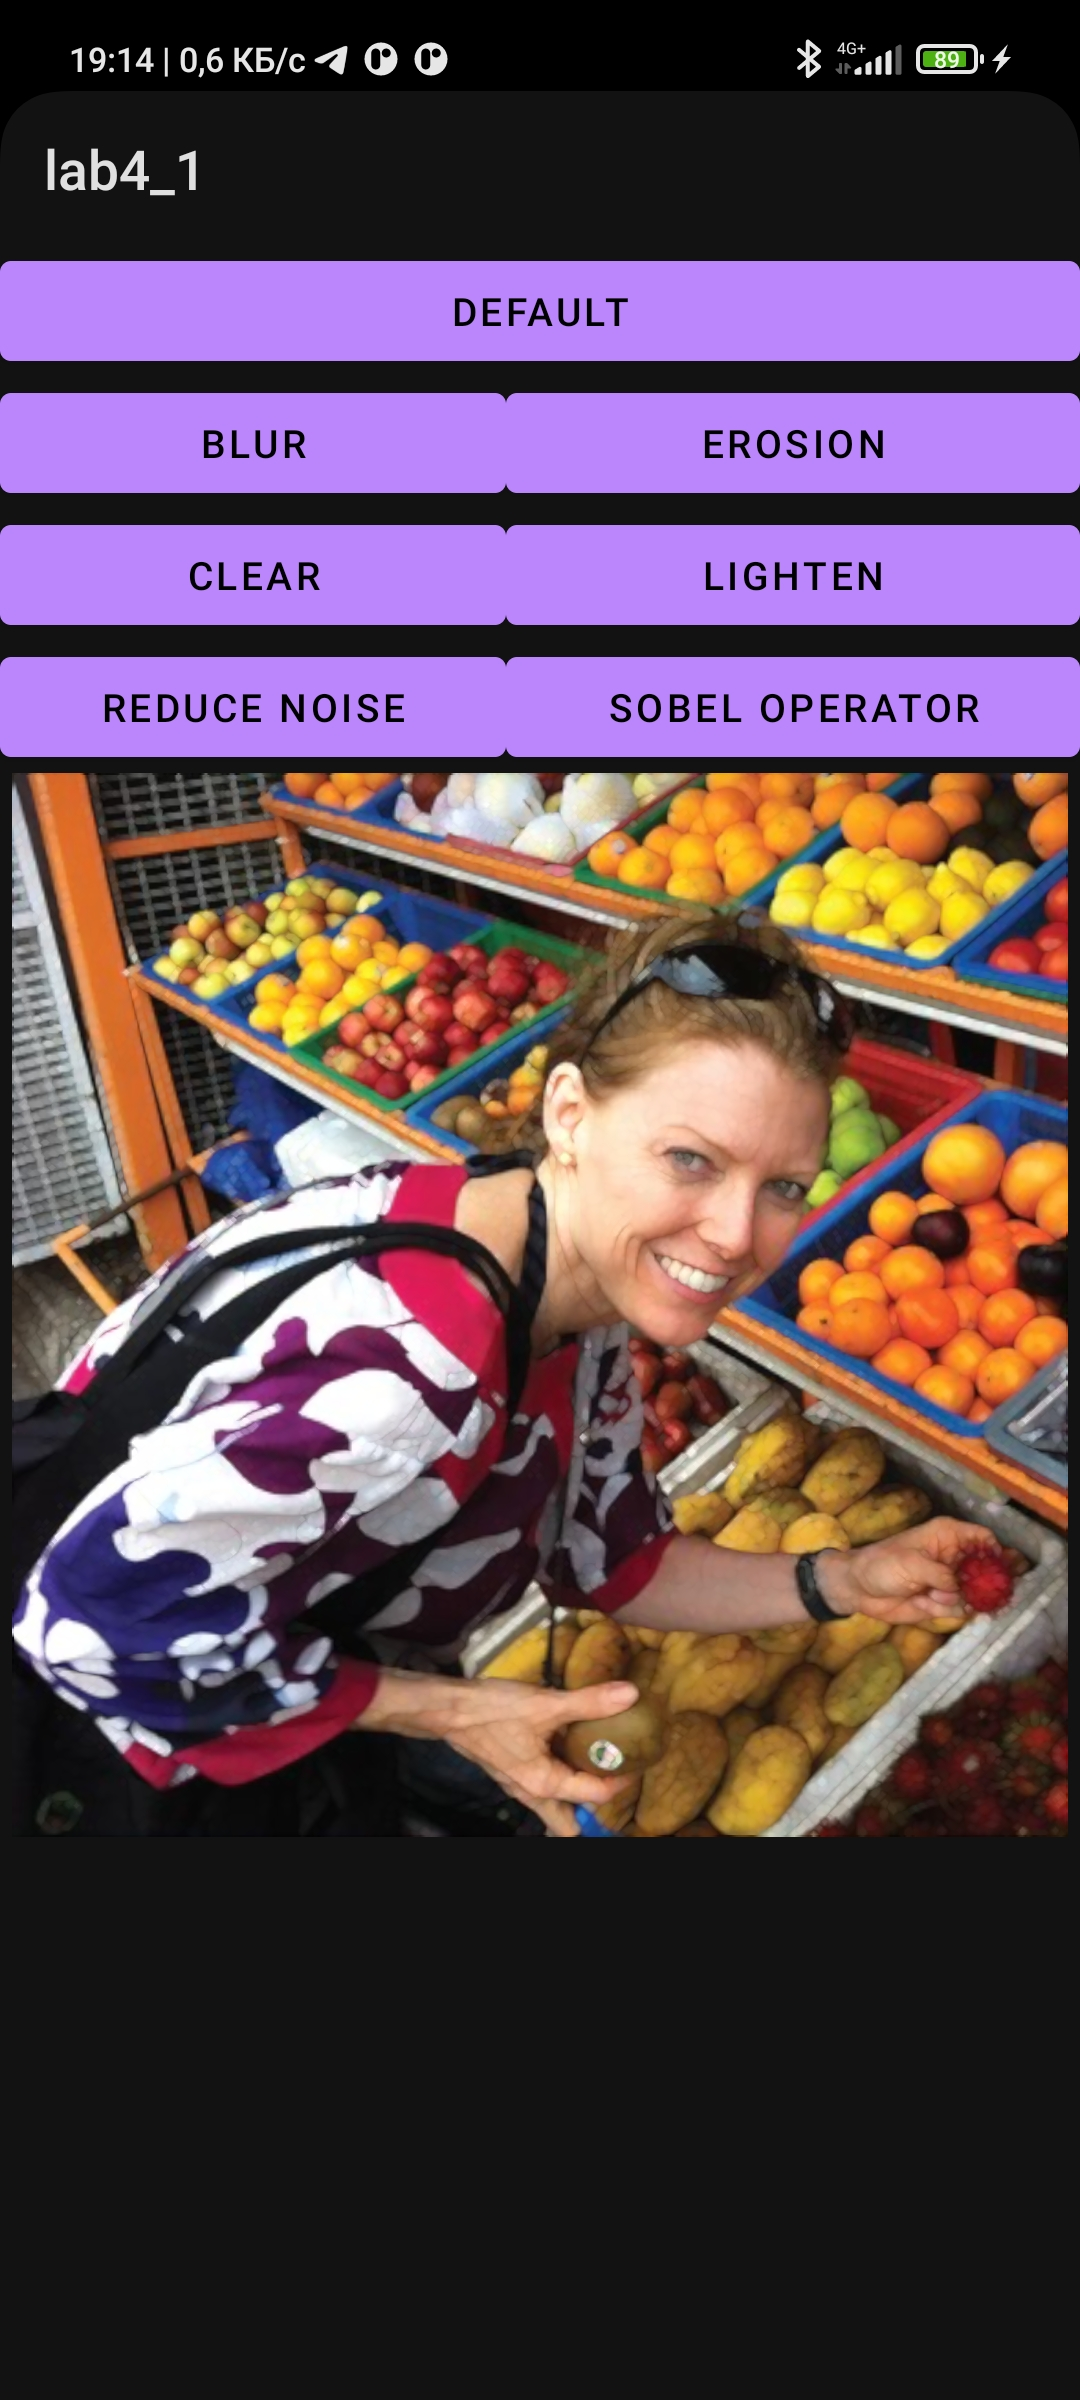 19:14 | 0,6 КБ/с 4G+ 89
lab4_1
DEFAULT
BLUR EROSION
CLEAR LIGHTEN
REDUCE NOISE SOBEL OPERATOR